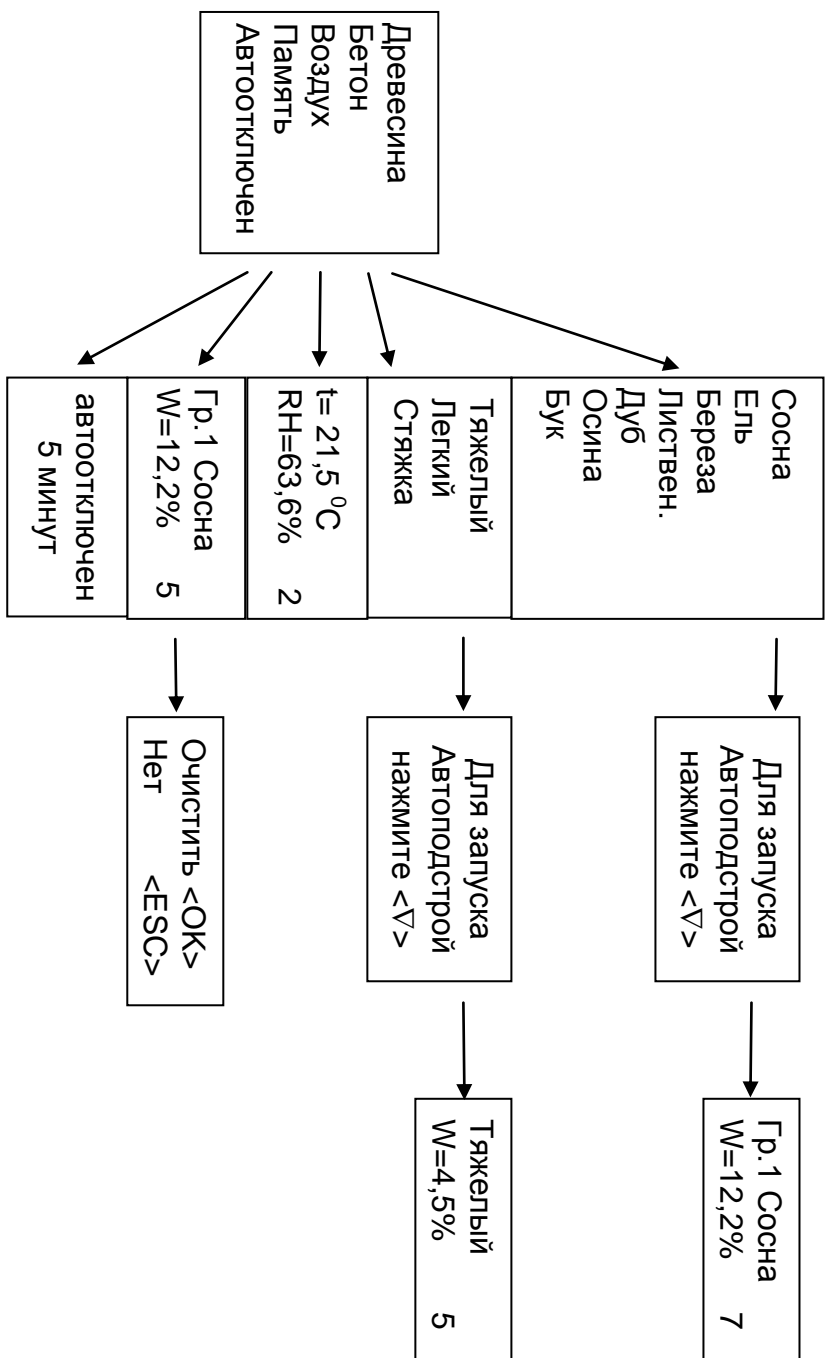 Древесина
Бетон
Воздух
Память
Автоотключен
Сосна
Ель
Береза
Листвен.
Дуб
Осина
Бук
Для запуска
Автоподстрой
нажмите <∇>
Гр.1 Сосна
W=12,2% 7
Тяжелый
Легкий
Стяжка
Для запуска
Автоподстрой
нажмите <∇>
Тяжелый
W=4,5% 5
t= 21,5 ⁰C
RH=63,6% 2
Гр.1 Сосна
W=12,2% 5
Очистить <OK>
Нет <ESC>
автоотключен
5 минут